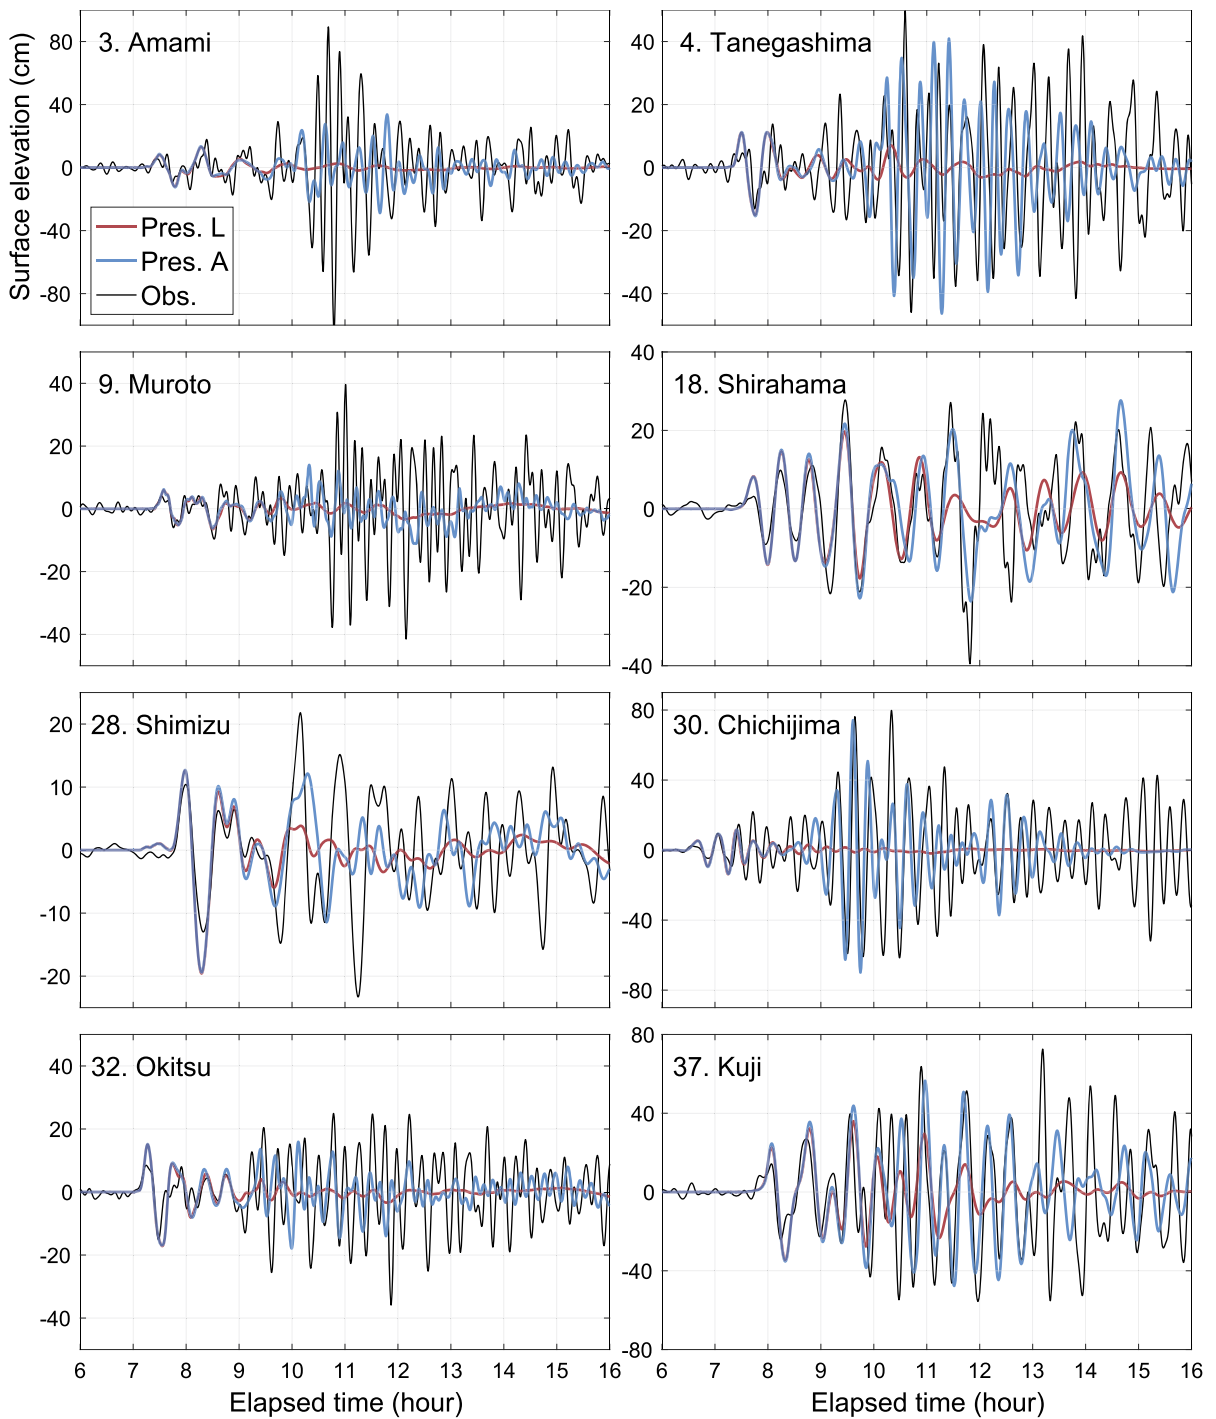 3. Amami
80
40
0
-40
-80
Surface elevation (cm)
Pres. L
Pres. A
Obs.
4. Tanegashima
40
20
0
-20
-40
9. Muroto
40
20
0
-20
-40
18. Shirahama
40
20
0
-20
-40
28. Shimizu
20
10
0
-10
-20
30. Chichijima
80
40
0
-40
-80
32. Okitsu
40
20
0
-20
-40
6 7 8 9 10 11 12 13 14 15 16
Elapsed time (hour)
37. Kuji
80
40
0
-40
-80
6 7 8 9 10 11 12 13 14 15 16
Elapsed time (hour)